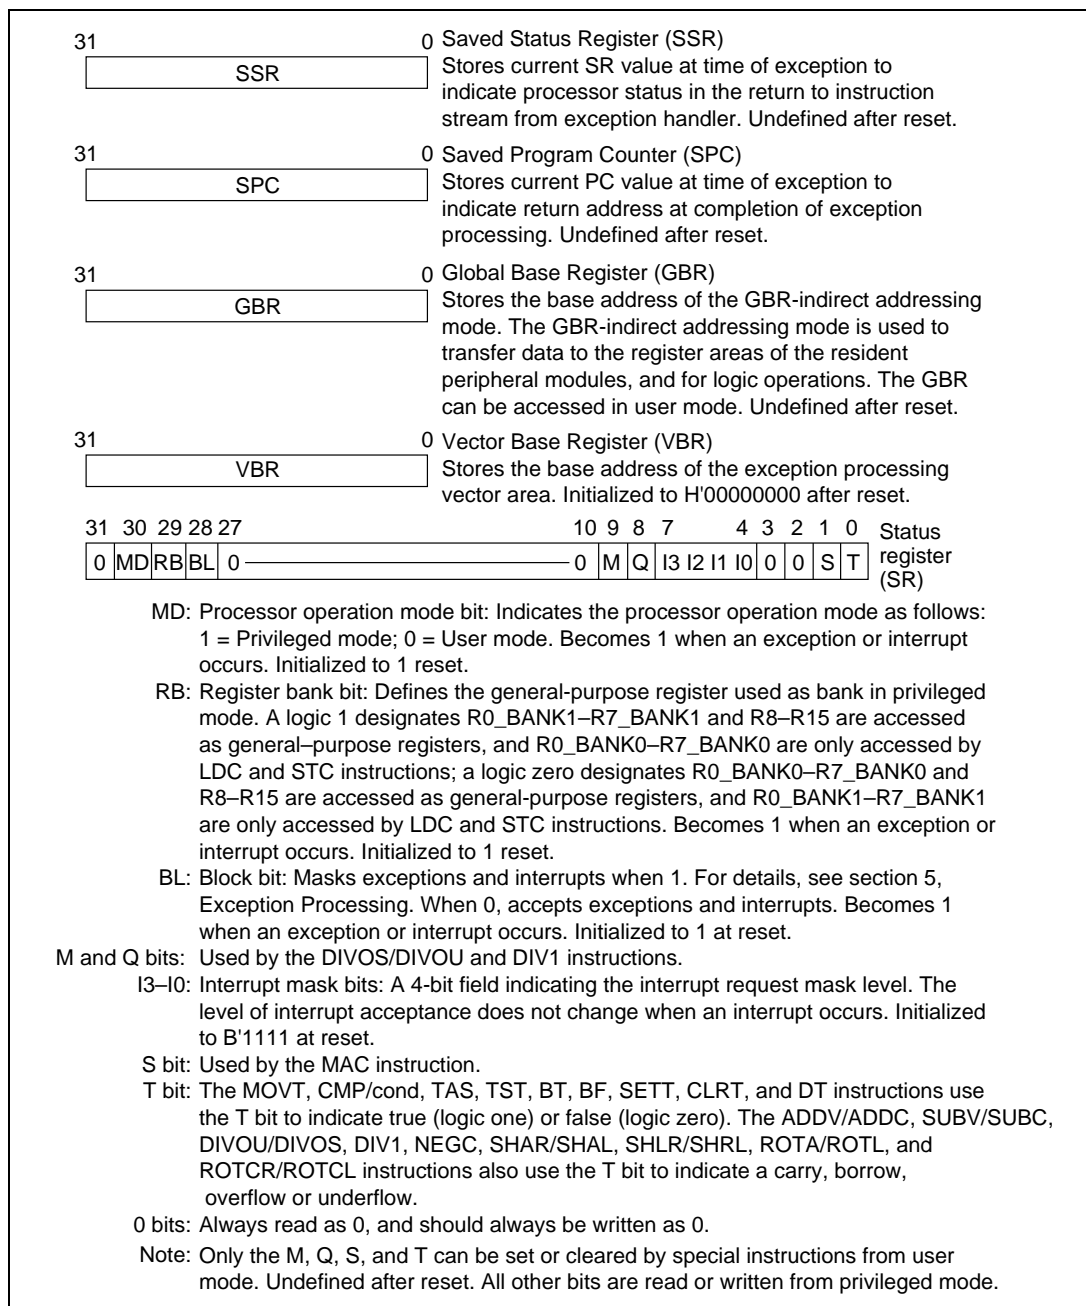 31 0 Saved Status Register (SSR)
SSR Stores current SR value at time of exception to
indicate processor status in the return to instruction
stream from exception handler. Undefined after reset.
31 0 Saved Program Counter (SPC)
SPC Stores current PC value at time of exception to
indicate return address at completion of exception
processing. Undefined after reset.
31 0 Global Base Register (GBR)
GBR Stores the base address of the GBR-indirect addressing
mode. The GBR-indirect addressing mode is used to
transfer data to the register areas of the resident
peripheral modules, and for logic operations. The GBR
can be accessed in user mode. Undefined after reset.
31 0 Vector Base Register (VBR)
VBR Stores the base address of the exception processing
vector area. Initialized to H'00000000 after reset.
31 30 29 28 27 10 9 8 7 4 3 2 1 0 Status
0 MD RB BL 0 0 M Q I3 I2 I1 I0 0 0 S T register
(SR)
MD: Processor operation mode bit: Indicates the processor operation mode as follows:
1 = Privileged mode; 0 = User mode. Becomes 1 when an exception or interrupt
occurs. Initialized to 1 reset.
RB: Register bank bit: Defines the general-purpose register used as bank in privileged
mode. A logic 1 designates R0_BANK1–R7_BANK1 and R8–R15 are accessed
as general–purpose registers, and R0_BANK0–R7_BANK0 are only accessed by
LDC and STC instructions; a logic zero designates R0_BANK0–R7_BANK0 and
R8–R15 are accessed as general-purpose registers, and R0_BANK1–R7_BANK1
are only accessed by LDC and STC instructions. Becomes 1 when an exception or
interrupt occurs. Initialized to 1 reset.
BL: Block bit: Masks exceptions and interrupts when 1. For details, see section 5,
Exception Processing. When 0, accepts exceptions and interrupts. Becomes 1
when an exception or interrupt occurs. Initialized to 1 at reset.
M and Q bits: Used by the DIVOS/DIVOU and DIV1 instructions.
I3–I0: Interrupt mask bits: A 4-bit field indicating the interrupt request mask level. The
level of interrupt acceptance does not change when an interrupt occurs. Initialized
to B'1111 at reset.
S bit: Used by the MAC instruction.
T bit: The MOVT, CMP/cond, TAS, TST, BT, BF, SETT, CLRT, and DT instructions use
the T bit to indicate true (logic one) or false (logic zero). The ADDV/ADDC, SUBV/SUBC,
DIVOU/DIVOS, DIV1, NEGC, SHAR/SHAL, SHLR/SHRL, ROTA/ROTL, and
ROTCR/ROTCL instructions also use the T bit to indicate a carry, borrow,
overflow or underflow.
0 bits: Always read as 0, and should always be written as 0.
Note: Only the M, Q, S, and T can be set or cleared by special instructions from user
mode. Undefined after reset. All other bits are read or written from privileged mode.